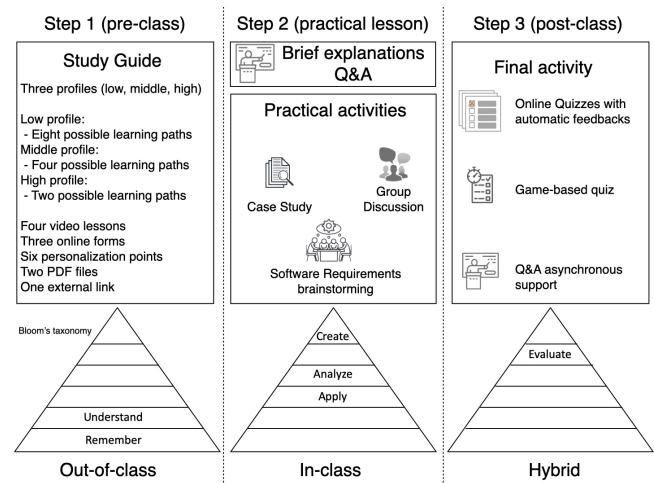 Step 1 (pre-class)
Study Guide
Three profiles (low, middle, high)
Low profile:
- Eight possible learning paths
Middle profile:
- Four possible learning paths
High profile:
- Two possible learning paths
Four video lessons
Three online forms
Six personalization points
Two PDF files
One external link
Bloom's taxonomy
Understand
Remember
Out-of-class
Step 2 (practical lesson)
Brief explanations
Q&A
Practical activities
Case Study
Group
Discussion
Software Requirements
brainstorming
Create
Analyze
Apply
In-class
Step 3 (post-class)
Final activity
Online Quizzes with
automatic feedbacks
Game-based quiz
Q&A asynchronous
support
Evaluate
Hybrid